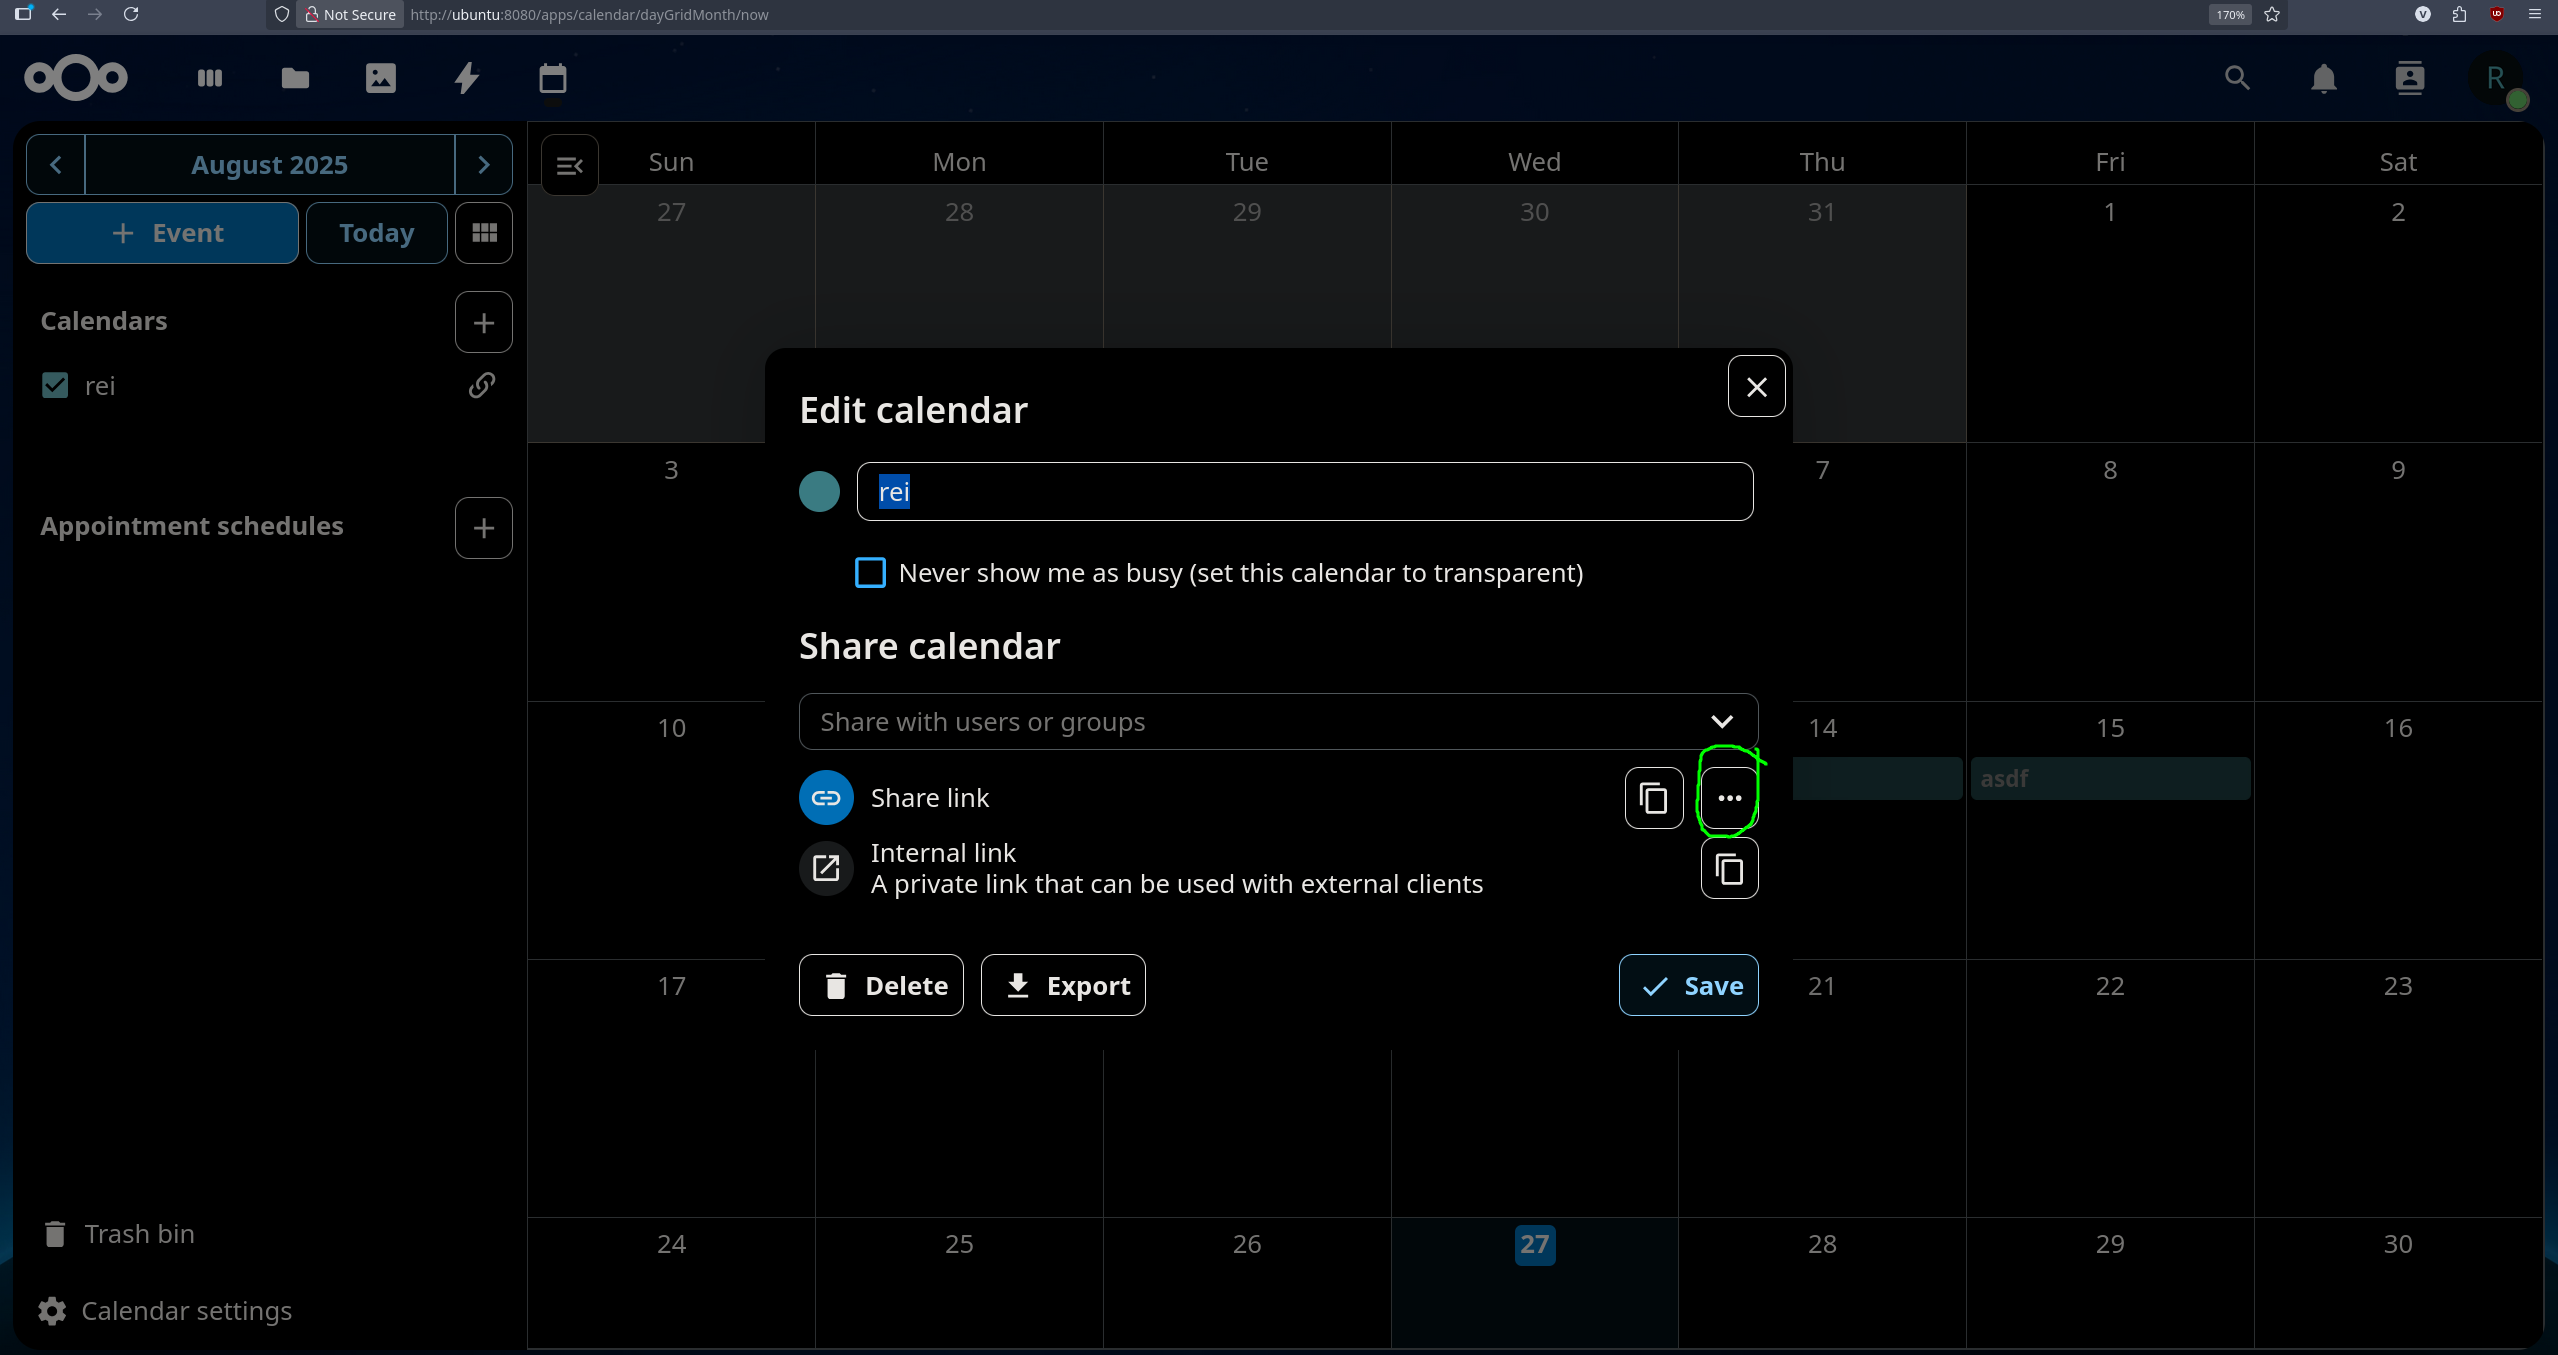 Not Secure http://ubuntu:8080/apps/calendar/dayGridMonth/now 170%
R
August 2025
+ Event Today
Calendars
rei
Appointment schedules
Trash bin
Calendar settings
Sun Mon Tue Wed Thu Fri Sat
27 28 29 30 31 1 2
3 7 8 9
10 14 15 16
asdf
17 21 22 23
24 25 26 27 28 29 30
Edit calendar
rei
Never show me as busy (set this calendar to transparent)
Share calendar
Share with users or groups
Share link
Internal link
A private link that can be used with external clients
Delete Export Save